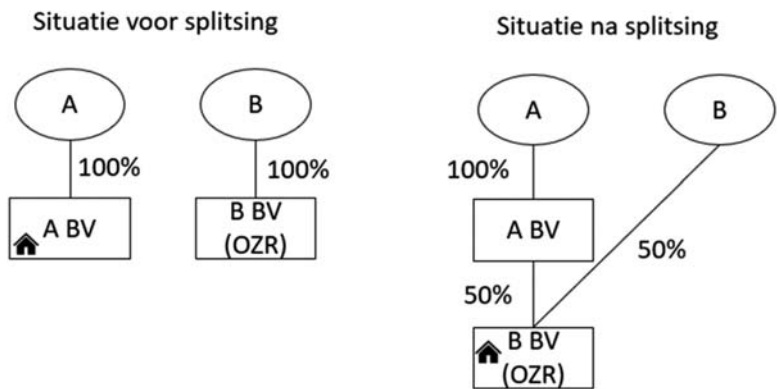 Situatie voor splitsing
A
B
100%
100%
A BV
B BV
(OZR)
Situatie na splitsing
A
B
100%
A BV
50%
50%
B BV
(OZR)